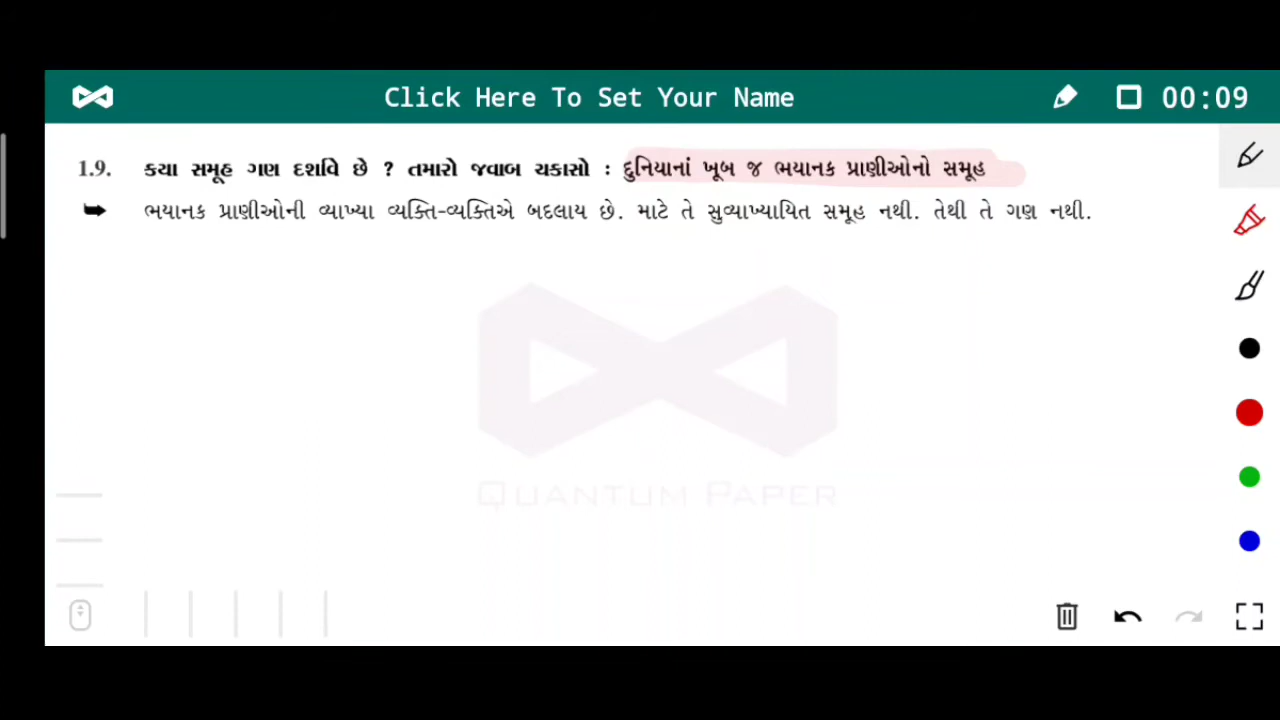 Click Here To Set Your Name
00:09
1.9. કયા સમૂહ ગણ દર્શાવે છે ? તમારો જવાબ ચકાસો : દુનિયાનાં ખૂબ જ ભયાનક પ્રાણીઓનો સમૂહ
➥ ભયાનક પ્રાણીઓની વ્યાખ્યા વ્યક્તિ-વ્યક્તિએ બદલાય છે. માટે તે સુવ્યાખ્યાયિત સમૂહ નથી. તેથી તે ગણ નથી.
QUANTUM PAPER